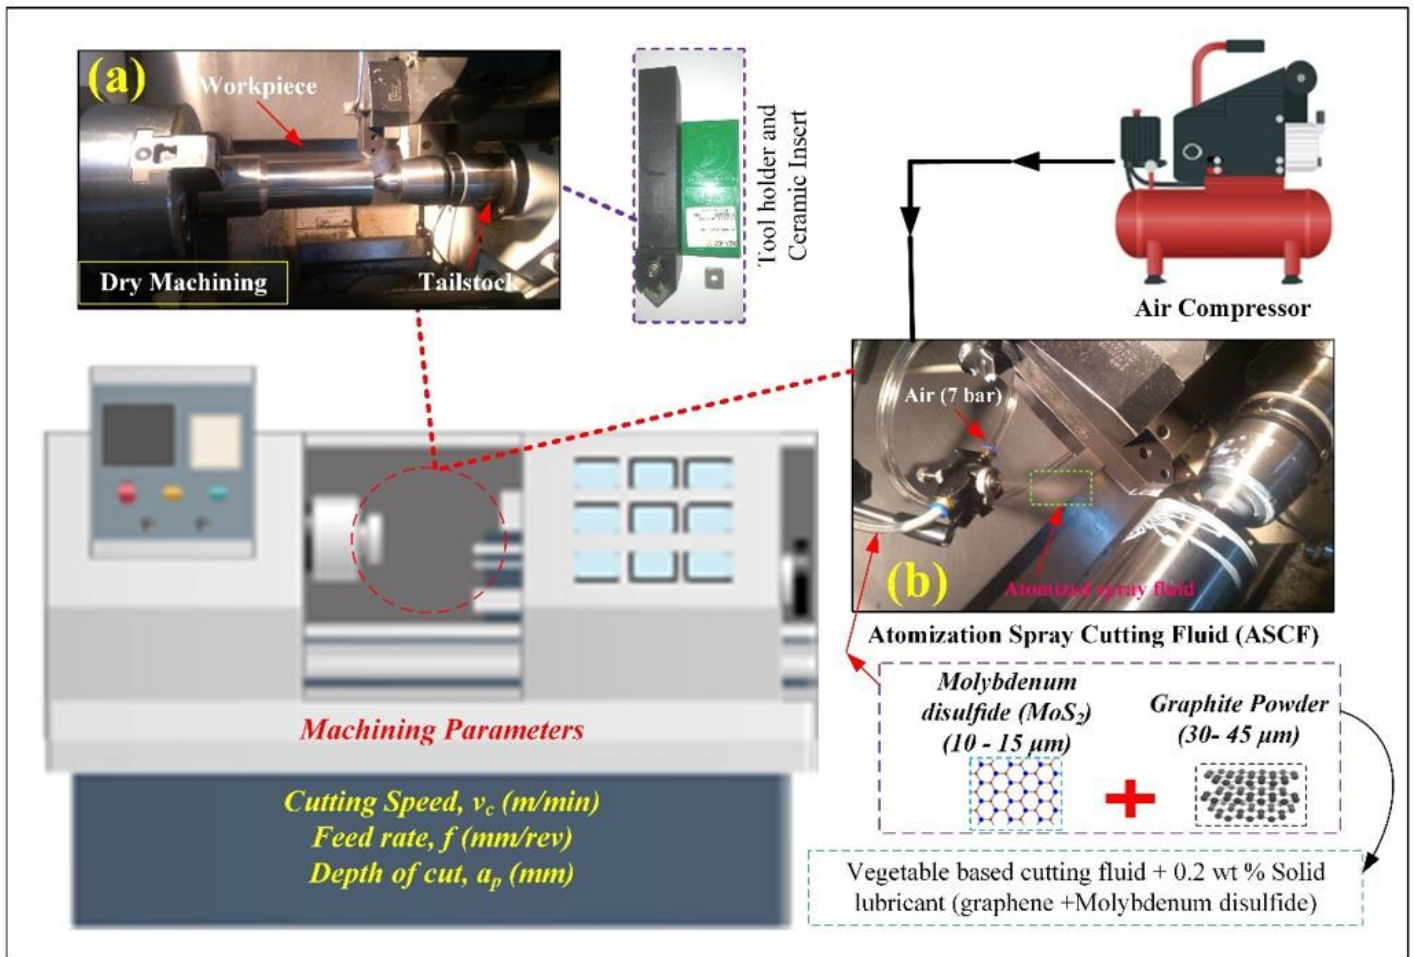 (a)
Workpiece
Dry Machining
Tailstock
Tool holder and
Ceramic Insert
Air Compressor
Air (7 bar)
(b)
Atomized spray fluid
Atomization Spray Cutting Fluid (ASCF)
Molybdenum
disulfide (MoS₂)
(10 - 15 μm)
Graphite Powder
(30- 45 μm)
Machining Parameters
Cutting Speed, v꜀ (m/min)
Feed rate, f (mm/rev)
Depth of cut, aₚ (mm)
Vegetable based cutting fluid + 0.2 wt % Solid
lubricant (graphene +Molybdenum disulfide)